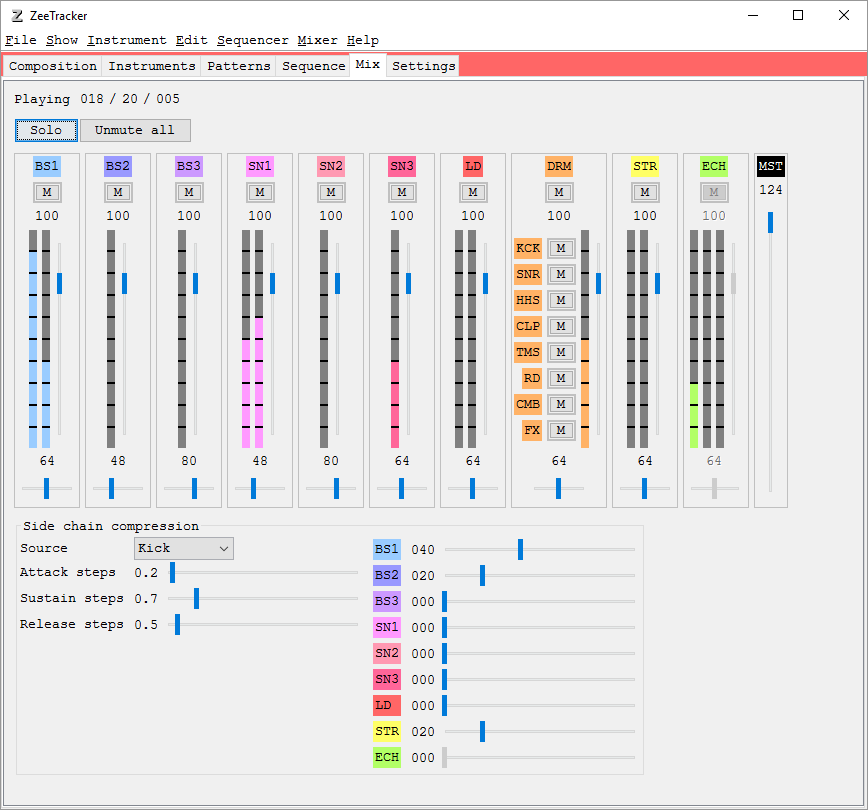 ZeeTracker
File Show Instrument Edit Sequencer Mixer Help
Composition Instruments Patterns Sequence Mix Settings
Playing 018 / 20 / 005
Solo Unmute all
BS1 BS2 BS3 SN1 SN2 SN3 LD DRM STR ECH MST
M M M M M M M M M M 124
100 100 100 100 100 100 100 100 100 100
KCK M
SNR M
HHS M
CLP M
TMS M
RD M
CMB M
FX M
64 48 80 48 80 64 64 64 64 64
Side chain compression
Source Kick BS1 040
Attack steps 0.2 BS2 020
Sustain steps 0.7 BS3 000
Release steps 0.5 SN1 000
SN2 000
SN3 000
LD 000
STR 020
ECH 000